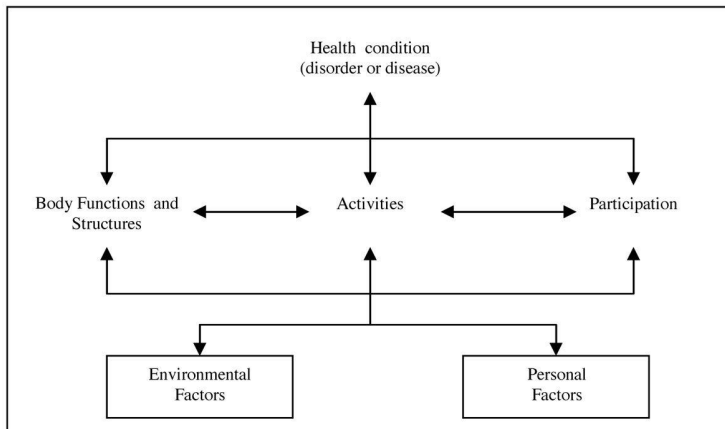 Health condition
(disorder or disease)
Body Functions and
Structures
Activities
Participation
Environmental
Factors
Personal
Factors